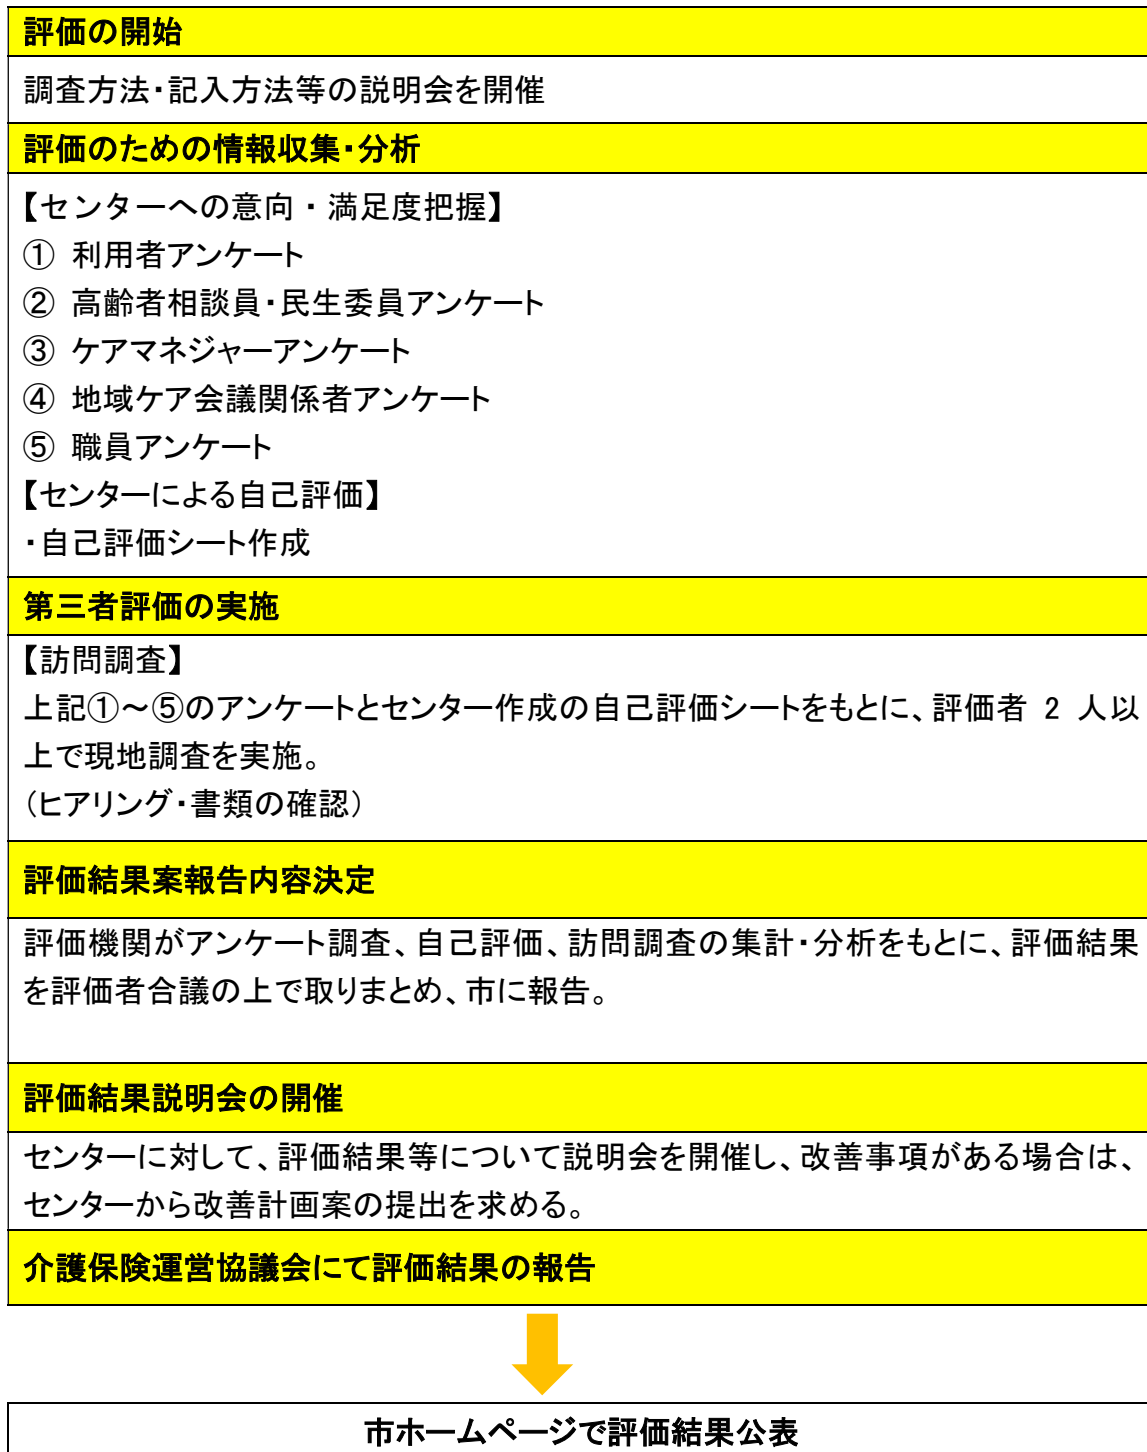 評価の開始
調査方法・記入方法等の説明会を開催
評価のための情報収集・分析
【センターへの意向・満足度把握】
① 利用者アンケート
② 高齢者相談員・民生委員アンケート
③ ケアマネジャーアンケート
④ 地域ケア会議関係者アンケート
⑤ 職員アンケート
【センターによる自己評価】
・自己評価シート作成
第三者評価の実施
【訪問調査】
上記①～⑤のアンケートとセンター作成の自己評価シートをもとに、評価者 2 人以
上で現地調査を実施。
（ヒアリング・書類の確認）
評価結果案報告内容決定
評価機関がアンケート調査、自己評価、訪問調査の集計・分析をもとに、評価結果
を評価者合議の上で取りまとめ、市に報告。
評価結果説明会の開催
センターに対して、評価結果等について説明会を開催し、改善事項がある場合は、
センターから改善計画案の提出を求める。
介護保険運営協議会にて評価結果の報告
市ホームページで評価結果公表